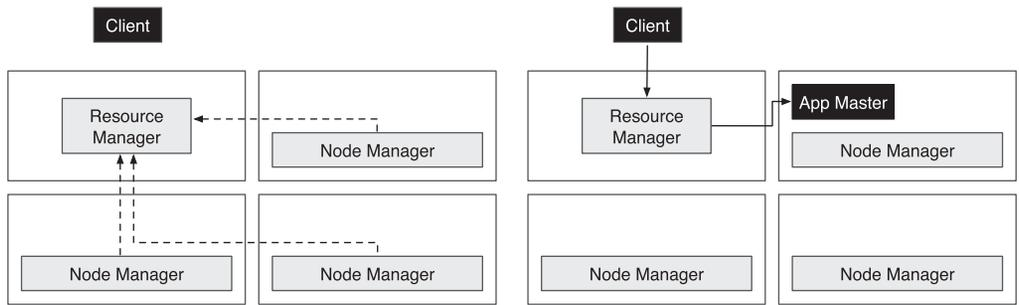 Client
Resource
Manager
Node Manager
Node Manager
Node Manager
Client
Resource
Manager
App Master
Node Manager
Node Manager
Node Manager